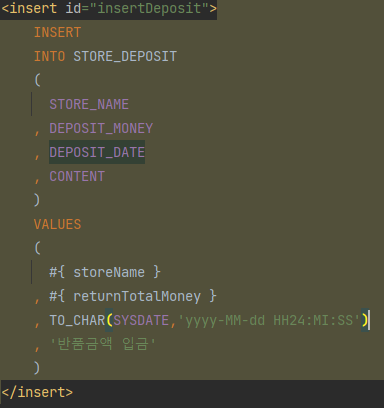 <insert id="insertDeposit">
INSERT
INTO STORE_DEPOSIT
(
STORE_NAME
, DEPOSIT_MONEY
, DEPOSIT_DATE
, CONTENT
)
VALUES
(
#{ storeName }
, #{ returnTotalMoney }
, TO_CHAR(SYSDATE,'yyyy-MM-dd HH24:MI:SS')
, '반품금액 입금'
)
</insert>